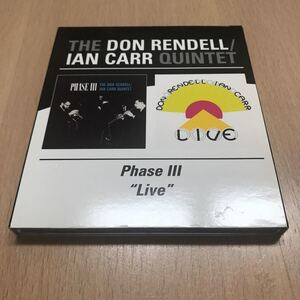 THE DON RENDELL/
IAN CARR QUINTET
PHASE III
THE DON RENDELL/
IAN CARR QUINTET
DON RENDELL/IAN CARR
LIVE
Phase III
"Live"